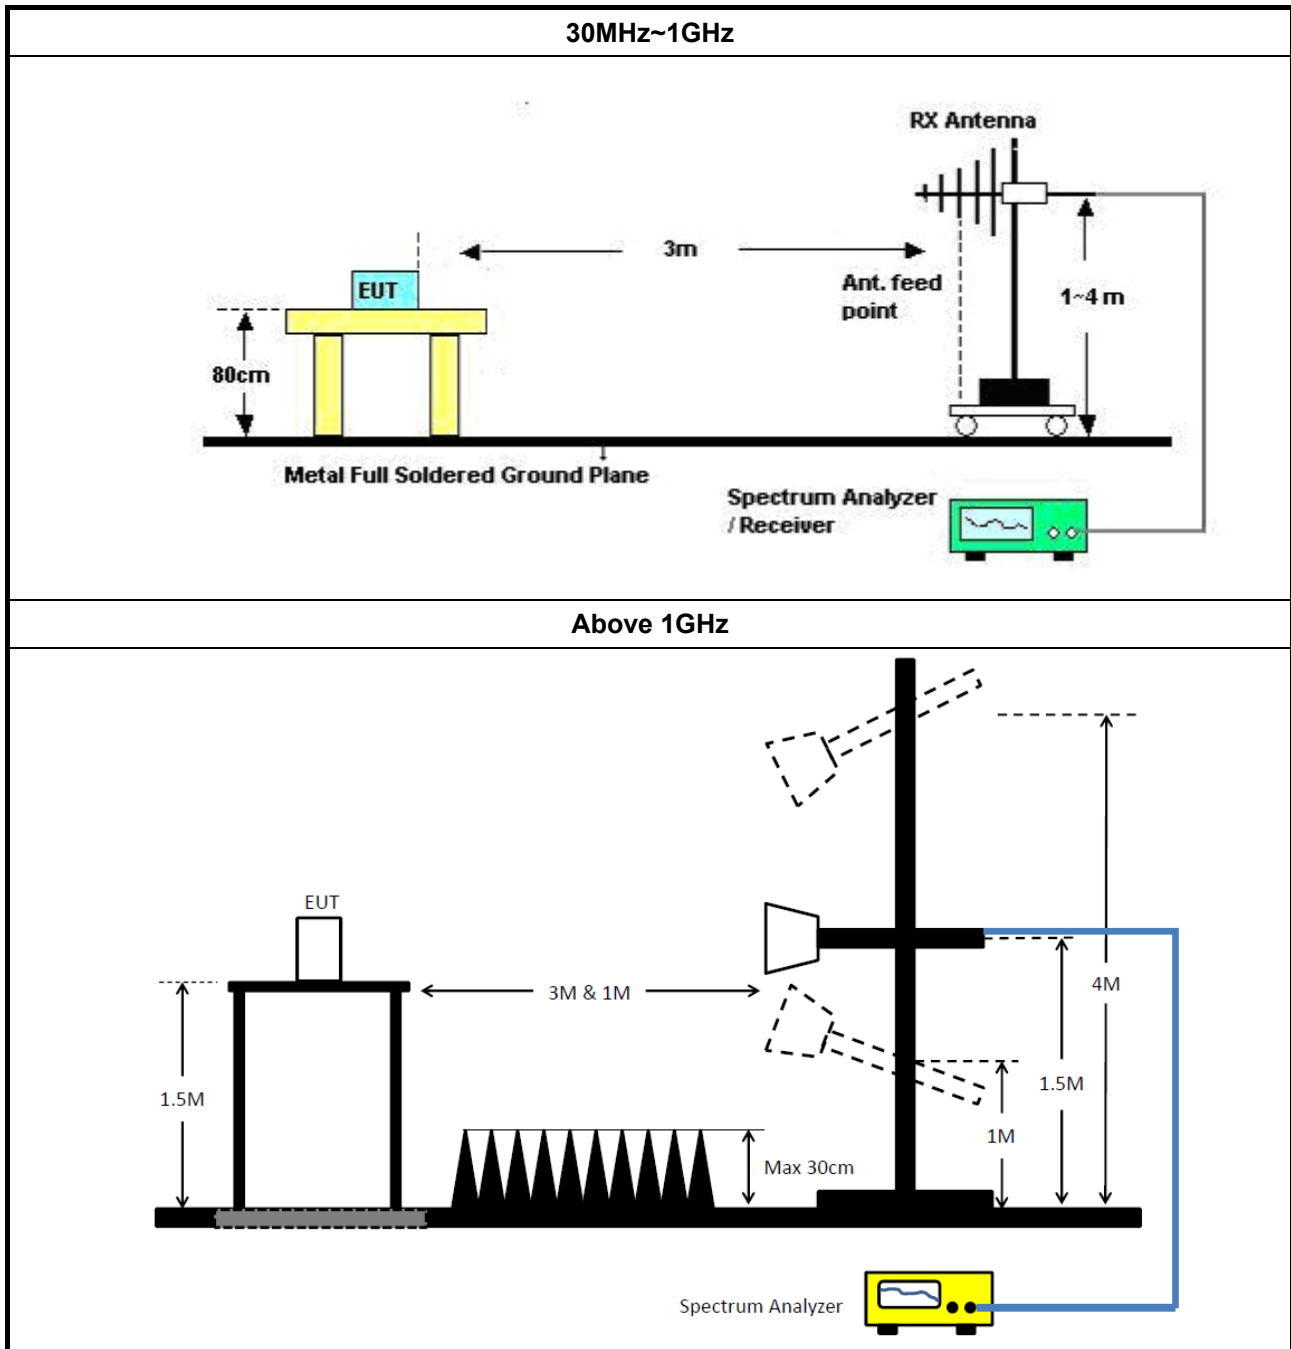 30MHz~1GHz
RX Antenna
3m
EUT
Ant. feed
point
1~4 m
80cm
Metal Full Soldered Ground Plane
Spectrum Analyzer
/ Receiver
Above 1GHz
EUT
3M & 1M
4M
1.5M
1.5M
1M
Max 30cm
Spectrum Analyzer